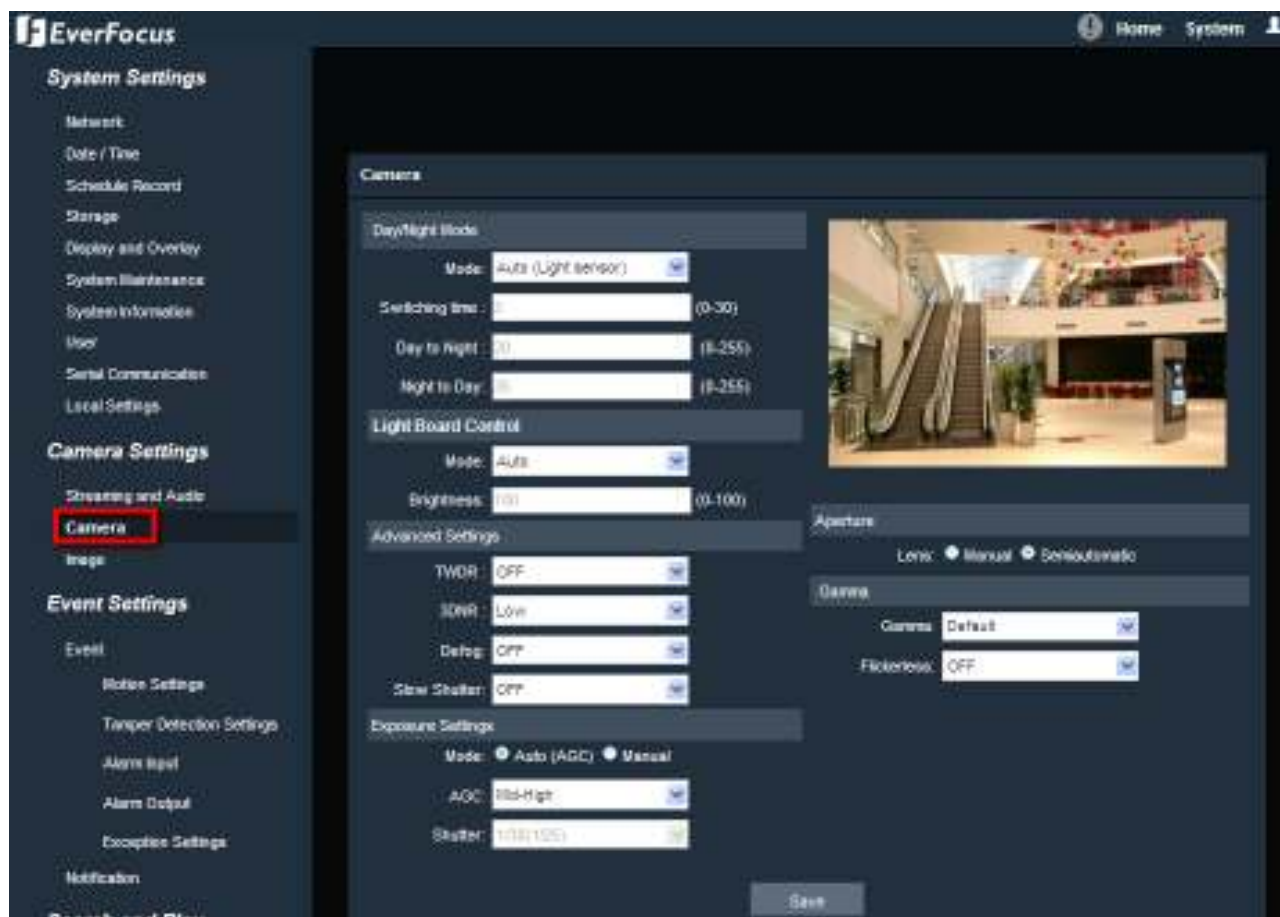 EverFocus
Home System
System Settings
Network
Date / Time
Schedule Record
Storage
Display and Overlay
System Maintenance
System Information
User
Serial Communication
Local Settings
Camera Settings
Streaming and Audio
Camera
Image
Event Settings
Event
Motion Settings
Tamper Detection Settings
Alarm Input
Alarm Output
Exception Settings
Notification
Camera
Day/Night Mode
Mode: Auto (Light sensor)
Switching time : (0-30)
Day to Night : 20 (0-255)
Night to Day: (0-255)
Light Board Control
Mode: Auto
Brightness: 100 (0-100)
Advanced Settings
TWDR : OFF
3DNR : Low
Defog: OFF
Slow Shutter: OFF
Exposure Settings
Mode: Auto (AGC) Manual
AGC: Mid-High
Shutter:
Aperture
Lens: Manual Semiautomatic
Gamma
Gamma: Default
Flickerless: OFF
Save